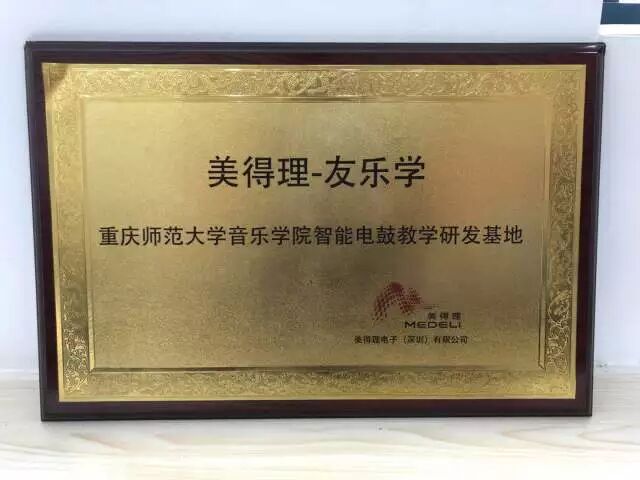 美得理-友乐学
重庆师范大学音乐学院智能电鼓教学研发基地
美得理
MEDELI
美得理电子（深圳）有限公司